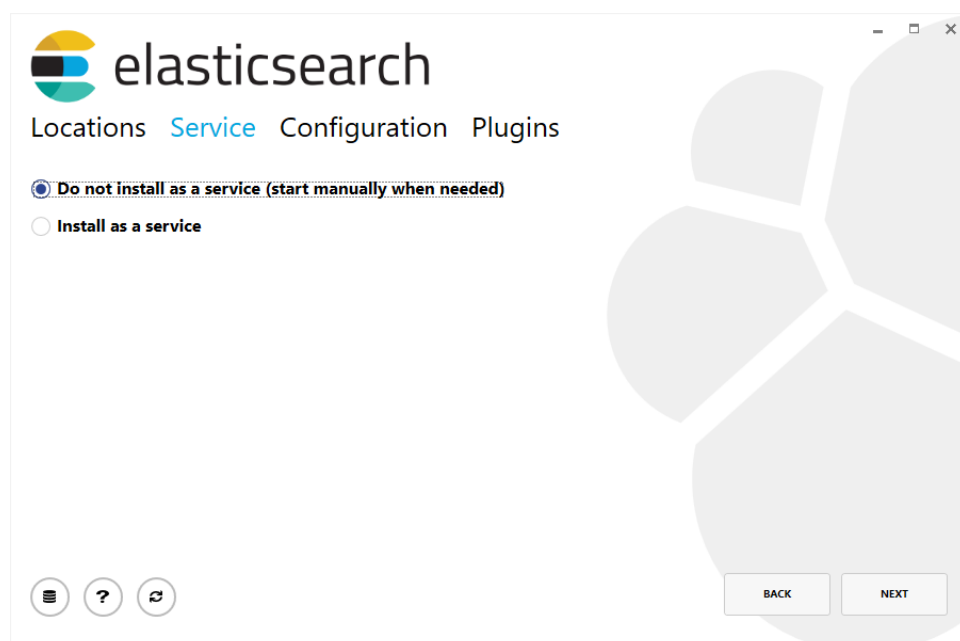 elasticsearch
Locations Service Configuration Plugins
Do not install as a service (start manually when needed)
Install as a service
? BACK NEXT